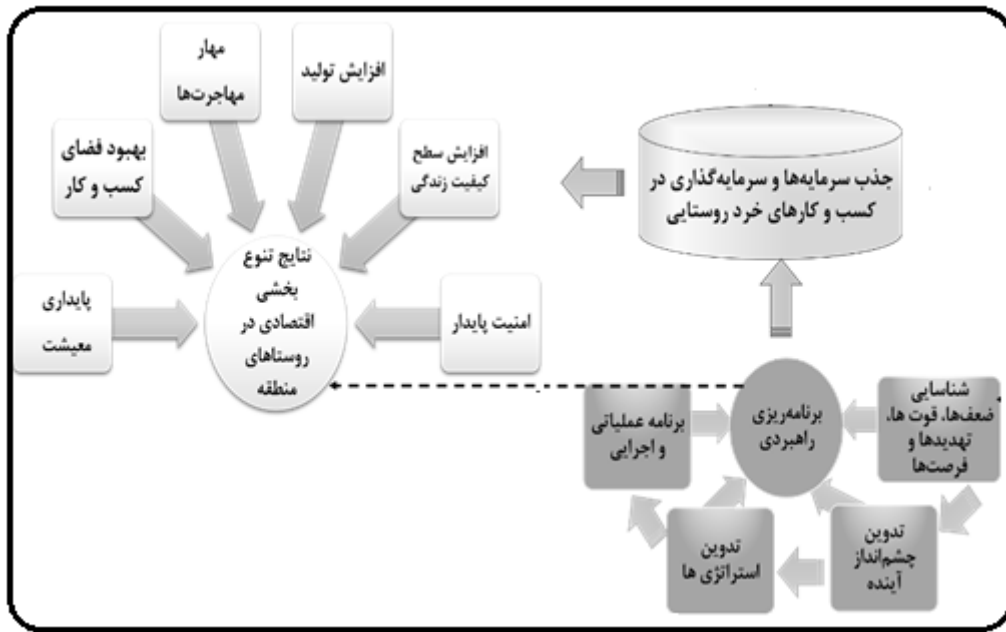 مهار
مهاجرت‌ها
افزایش تولید
بهبود فضای
کسب و کار
افزایش سطح
کیفیت زندگی
پایداری
معیشت
امنیت پایدار
نتایج تنوع
بخشی
اقتصادی در
روستاهای
منطقه
جذب سرمایه‌ها و سرمایه‌گذاری در
کسب و کارهای خرد روستایی
برنامه‌ریزی
راهبردی
شناسایی
ضعف‌ها، قوت ها،
تهدیدها و
فرصت‌ها
تدوین
چشم‌انداز
آینده
تدوین
استراتژی ها
برنامه عملیاتی
و اجرایی